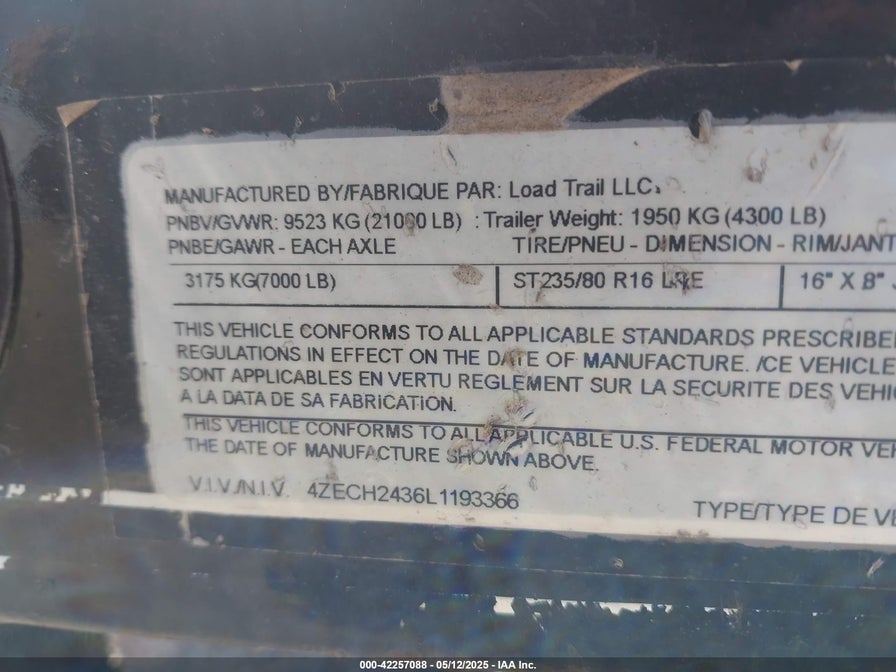 MANUFACTURED BY/FABRIQUE PAR: Load Trail LLC.
PNBV/GVWR: 9523 KG (21000 LB) : Trailer Weight: 1950 KG (4300 LB)
PNBE/GAWR - EACH AXLE TIRE/PNEU - DIMENSION - RIM/JANT
3175 KG(7000 LB) ST235/80 R16 LRE 16" X 8"
THIS VEHICLE CONFORMS TO ALL APPLICABLE STANDARDS PRESCRIBE
REGULATIONS IN EFFECT ON THE DATE OF MANUFACTURE. /CE VEHICLE
SONT APPLICABLES EN VERTU REGLEMENT SUR LA SECURITE DES VEHI
A LA DATA DE SA FABRICATION.
THIS VEHICLE CONFORMS TO ALL APPLICABLE U.S. FEDERAL MOTOR VEH
THE DATE OF MANUFACTURE SHOWN ABOVE.
V.I.V./N.I.V. 4ZECH2436L1193366 TYPE/TYPE DE VE
000-42257088 - 05/12/2025 - IAA Inc.